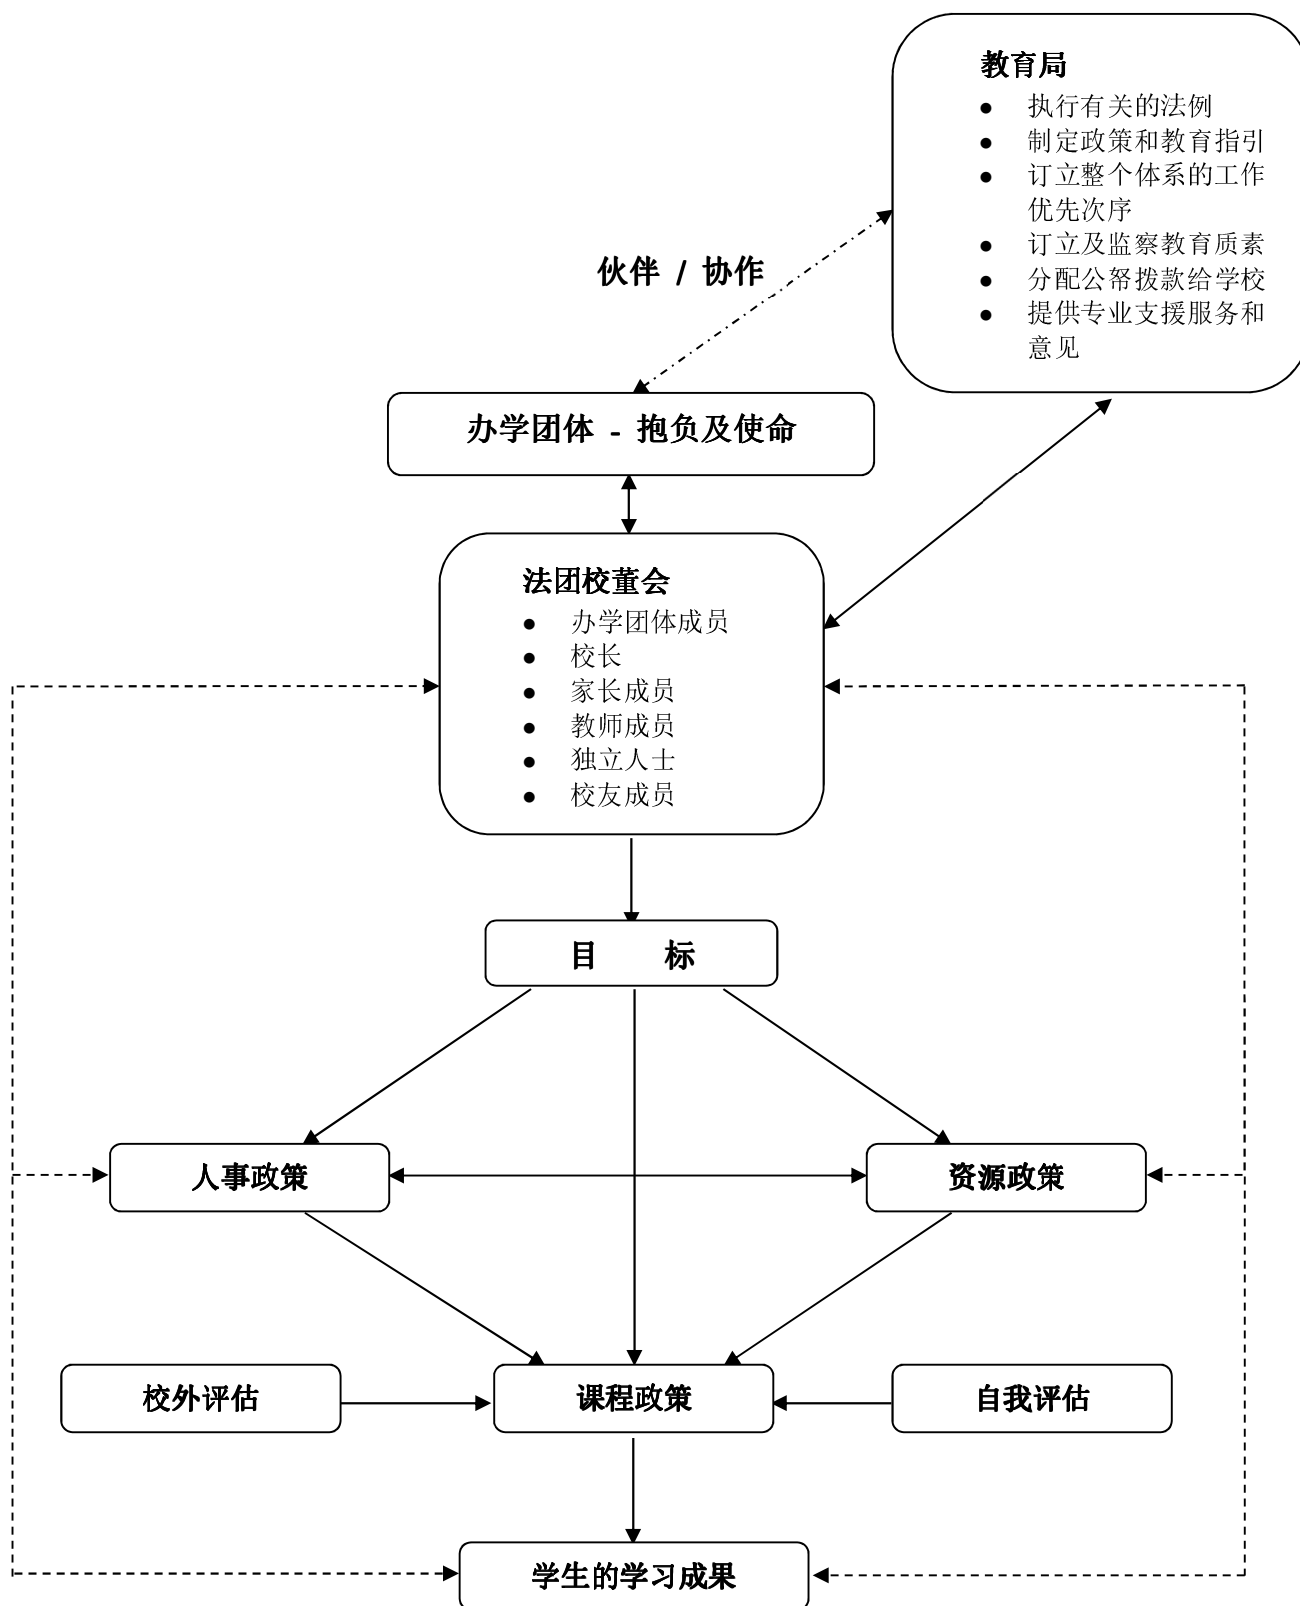 教育局
● 执行有关的法例
● 制定政策和教育指引
● 订立整个体系的工作
优先次序
● 订立及监察教育质素
● 分配公帑拨款给学校
● 提供专业支援服务和
意见
伙伴 / 协作
办学团体 - 抱负及使命
法团校董会
● 办学团体成员
● 校长
● 家长成员
● 教师成员
● 独立人士
● 校友成员
目 标
人事政策
资源政策
校外评估
课程政策
自我评估
学生的学习成果